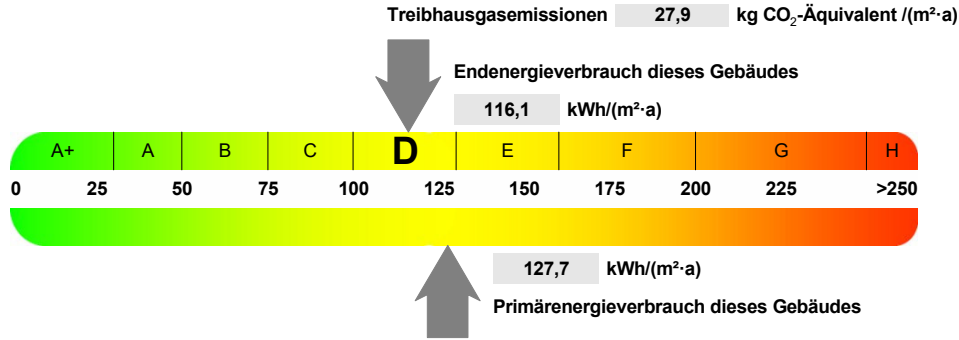 Treibhausgasemissionen 27,9 kg CO₂-Äquivalent /(m²·a)
Endenergieverbrauch dieses Gebäudes
116,1 kWh/(m²·a)
A+ A B C D E F G H
0 25 50 75 100 125 150 175 200 225 >250
127,7 kWh/(m²·a)
Primärenergieverbrauch dieses Gebäudes